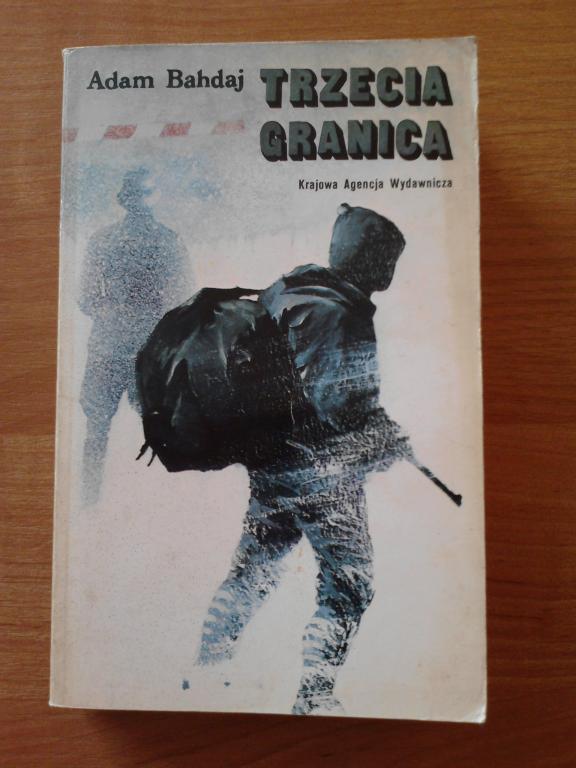 Adam Bahdaj
TRZECIA
GRANICA
Krajowa Agencja Wydawnicza